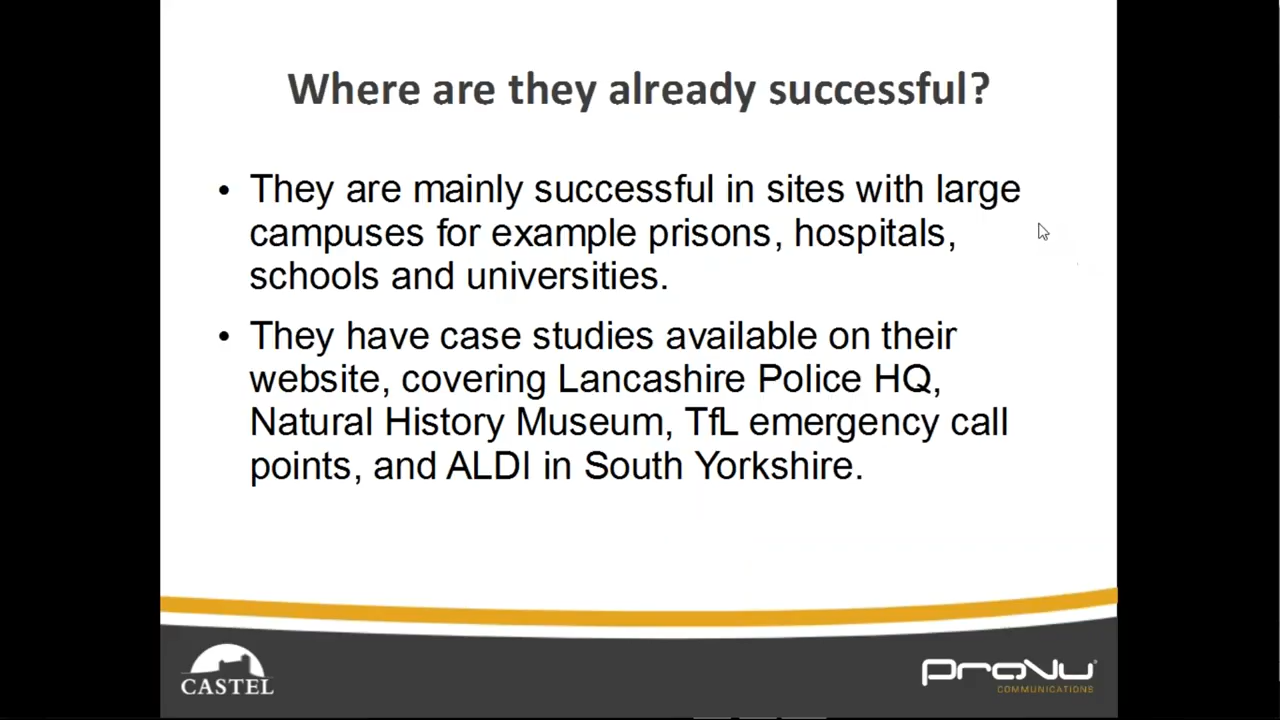 Where are they already successful?
• They are mainly successful in sites with large
campuses for example prisons, hospitals,
schools and universities.
• They have case studies available on their
website, covering Lancashire Police HQ,
Natural History Museum, TfL emergency call
points, and ALDI in South Yorkshire.
CASTEL
ProVu
COMMUNICATIONS